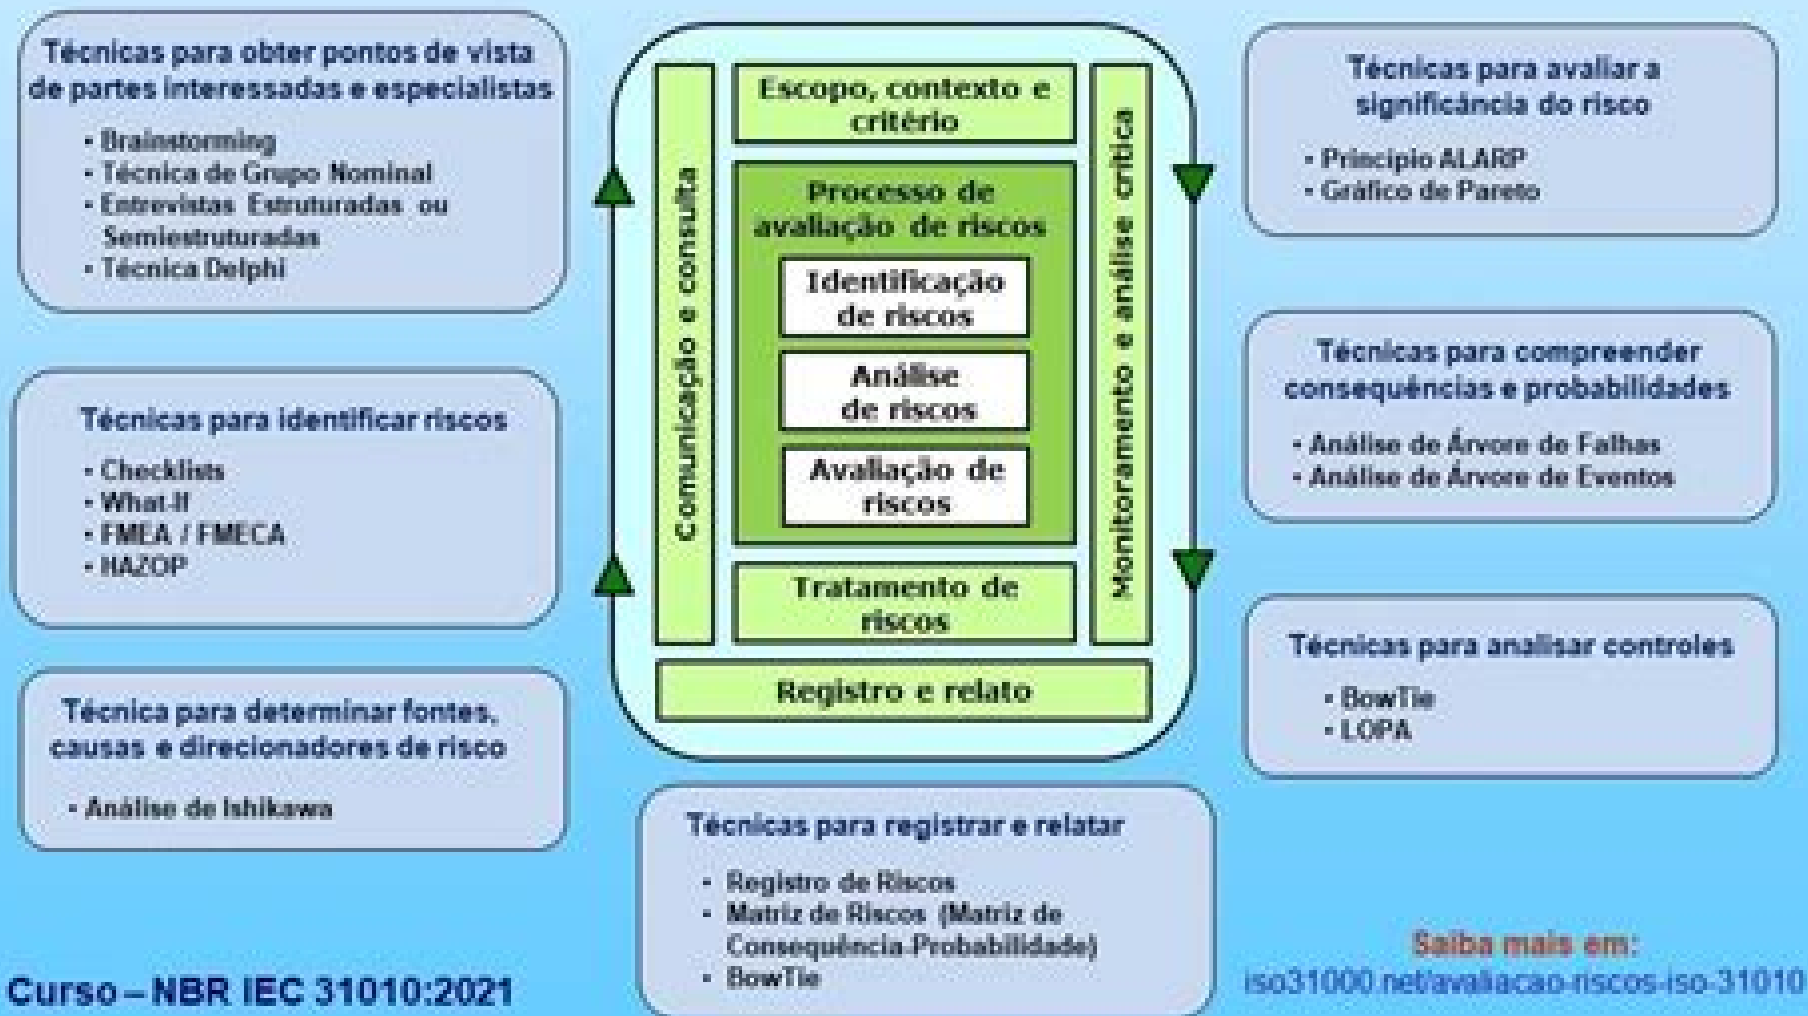 Técnicas para obter pontos de vista
de partes interessadas e especialistas
• Brainstorming
• Técnica de Grupo Nominal
• Entrevistas Estruturadas ou
Semiestruturadas
• Técnica Delphi
Técnicas para identificar riscos
• Checklists
• What-If
• FMEA / FMECA
• HAZOP
Técnica para determinar fontes,
causas e direcionadores de risco
• Análise de Ishikawa
Curso – NBR IEC 31010:2021
Comunicação e consulta
Escopo, contexto e
critério
Processo de
avaliação de riscos
Identificação
de riscos
Análise
de riscos
Avaliação de
riscos
Tratamento de
riscos
Monitoramento e análise crítica
Registro e relato
Técnicas para registrar e relatar
• Registro de Riscos
• Matriz de Riscos (Matriz de
Consequência-Probabilidade)
• BowTie
Técnicas para avaliar a
significância do risco
• Princípio ALARP
• Gráfico de Pareto
Técnicas para compreender
consequências e probabilidades
• Análise de Árvore de Falhas
• Análise de Árvore de Eventos
Técnicas para analisar controles
• BowTie
• LOPA
Saiba mais em:
iso31000.net/avaliacao-riscos-iso-31010